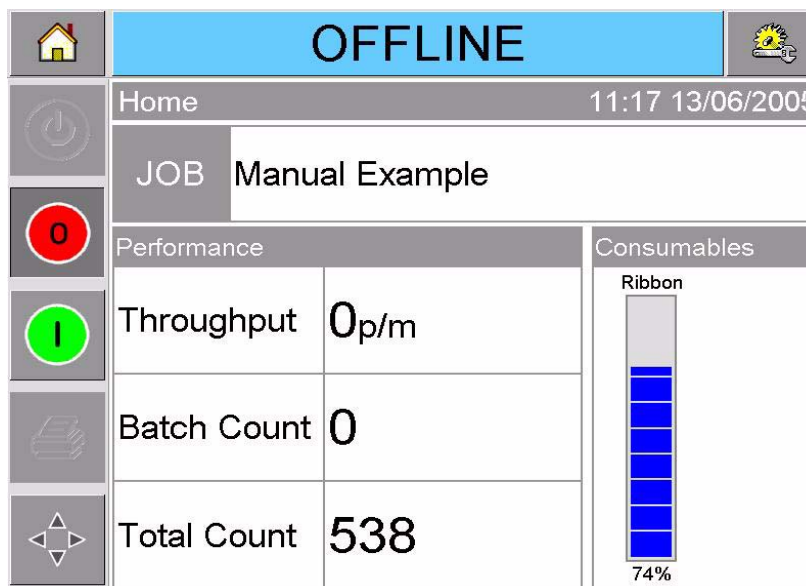 OFFLINE
Home 11:17 13/06/2005
JOB Manual Example
0
Performance
Consumables
Ribbon
Throughput 0p/m
I
Batch Count 0
Total Count 538
74%